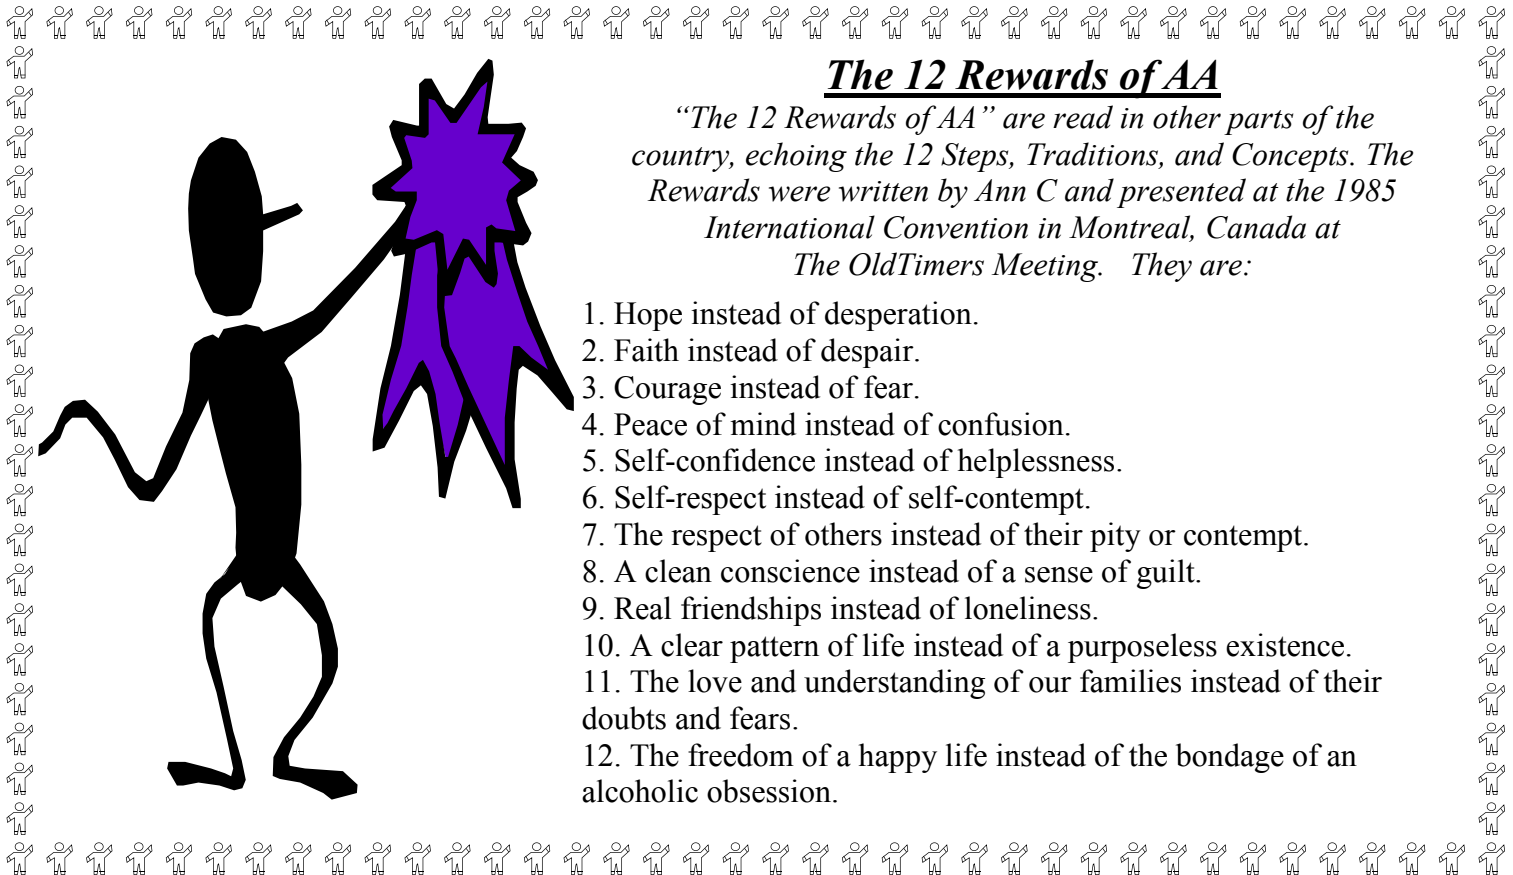 The 12 Rewards of AA
“The 12 Rewards of AA” are read in other parts of the
country, echoing the 12 Steps, Traditions, and Concepts. The
Rewards were written by Ann C and presented at the 1985
International Convention in Montreal, Canada at
The OldTimers Meeting. They are:
1. Hope instead of desperation.
2. Faith instead of despair.
3. Courage instead of fear.
4. Peace of mind instead of confusion.
5. Self-confidence instead of helplessness.
6. Self-respect instead of self-contempt.
7. The respect of others instead of their pity or contempt.
8. A clean conscience instead of a sense of guilt.
9. Real friendships instead of loneliness.
10. A clear pattern of life instead of a purposeless existence.
11. The love and understanding of our families instead of their
doubts and fears.
12. The freedom of a happy life instead of the bondage of an
alcoholic obsession.